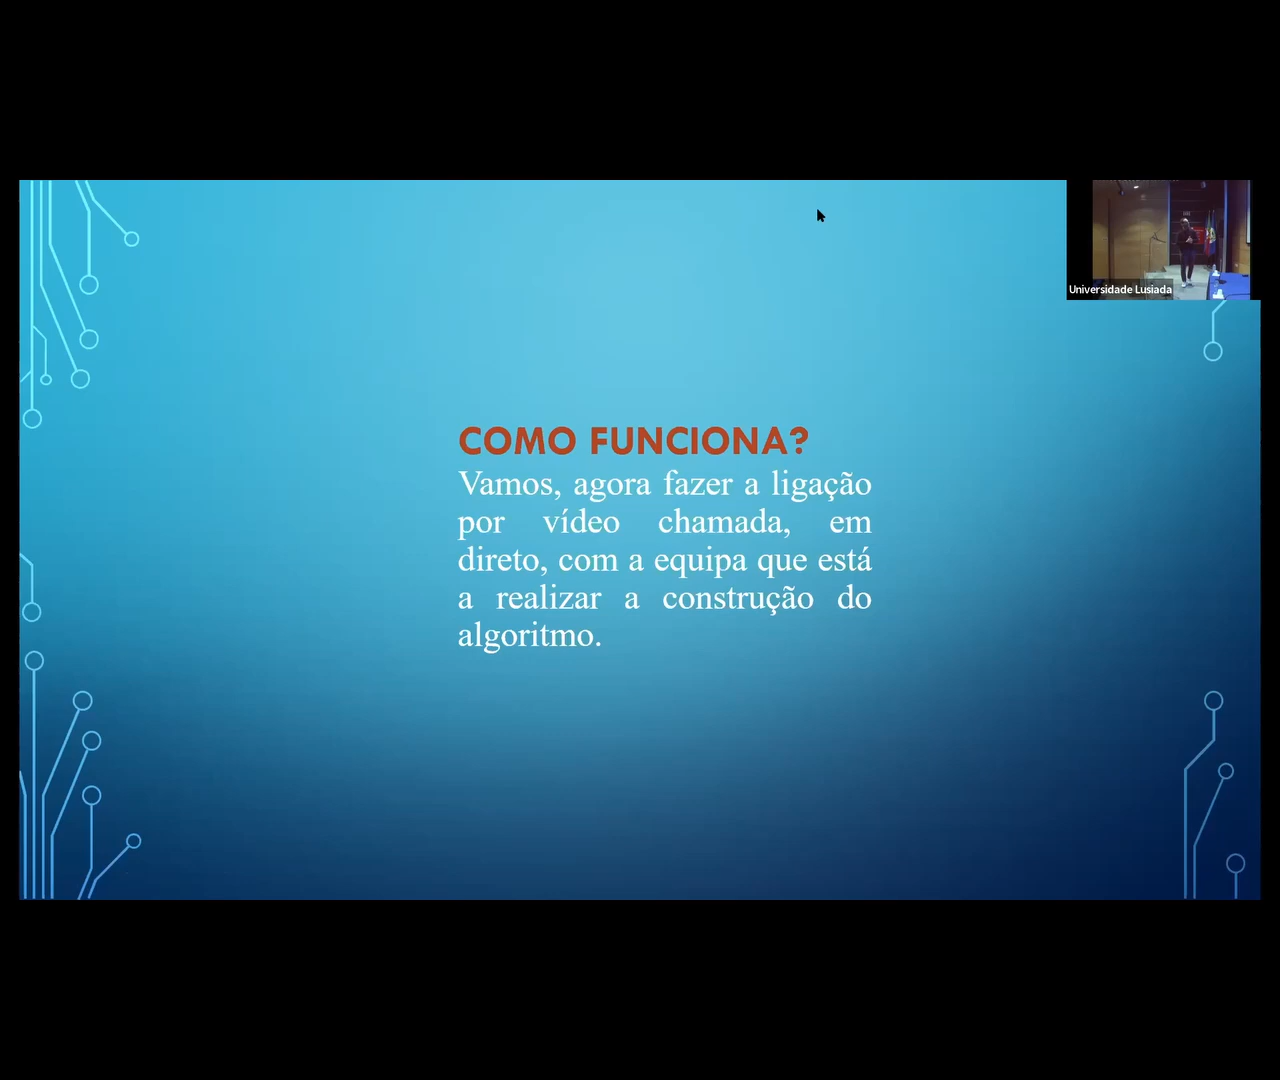 Universidade Lusiada
COMO FUNCIONA?
Vamos, agora fazer a ligação
por vídeo chamada, em
direto, com a equipa que está
a realizar a construção do
algoritmo.